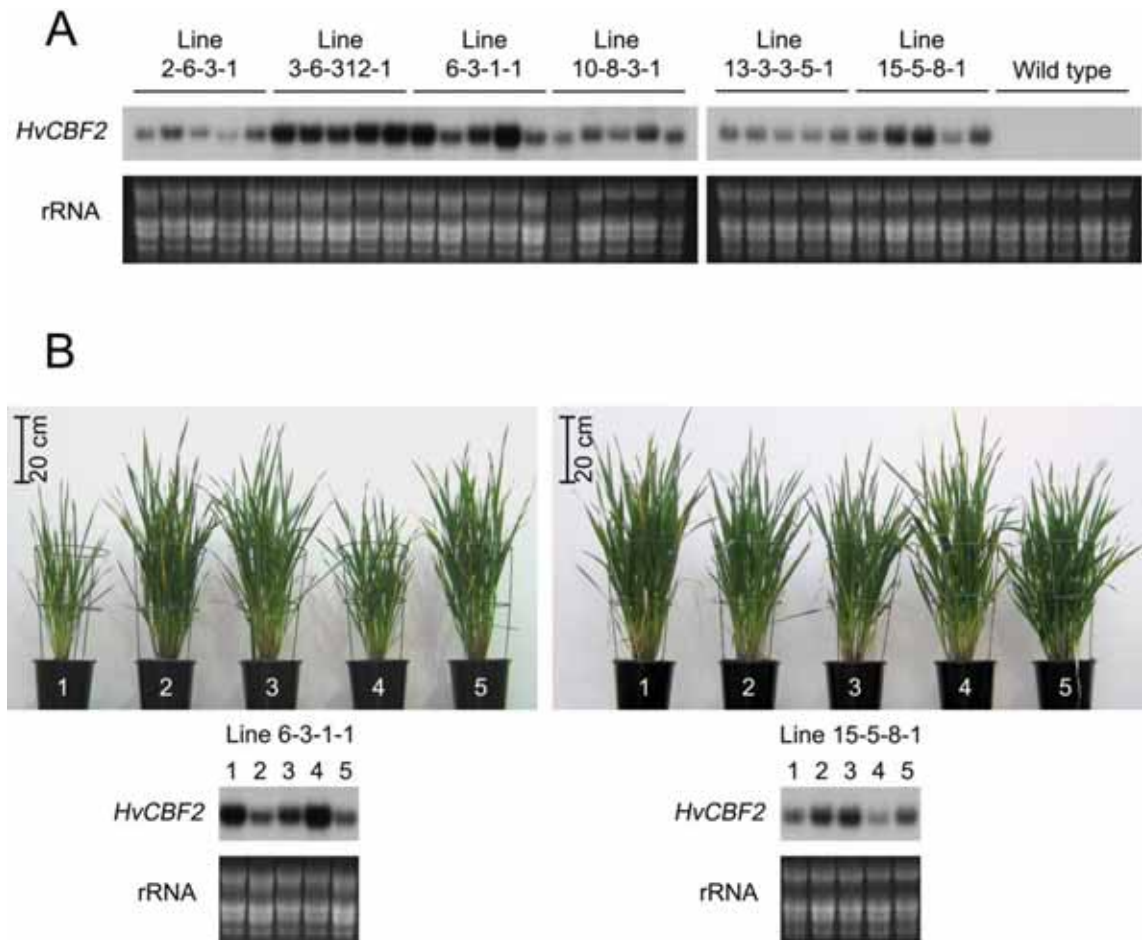 A
Line
2-6-3-1
Line
3-6-312-1
Line
6-3-1-1
Line
10-8-3-1
Line
13-3-3-5-1
Line
15-5-8-1
Wild type
HvCBF2
rRNA
B
20 cm
20 cm
1 2 3 4 5
1 2 3 4 5
Line 6-3-1-1
1 2 3 4 5
HvCBF2
rRNA
Line 15-5-8-1
1 2 3 4 5
HvCBF2
rRNA